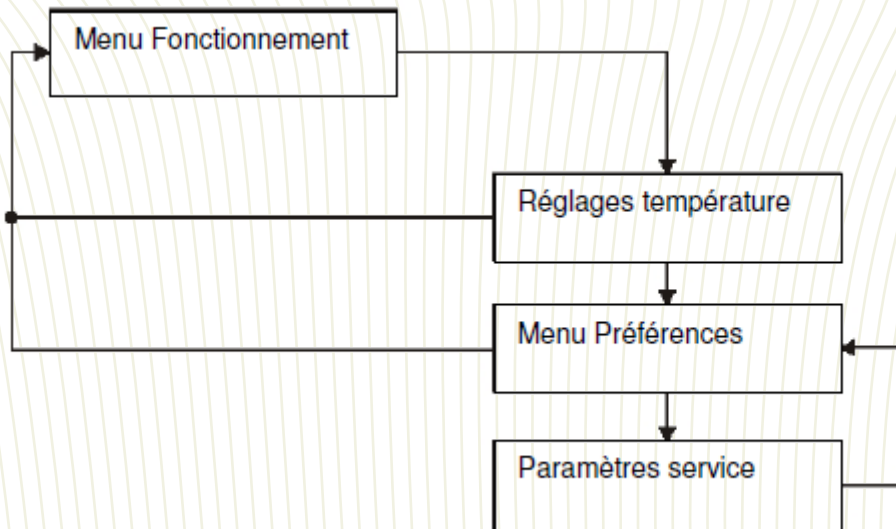 Menu Fonctionnement
Réglages température
Menu Préférences
Paramètres service